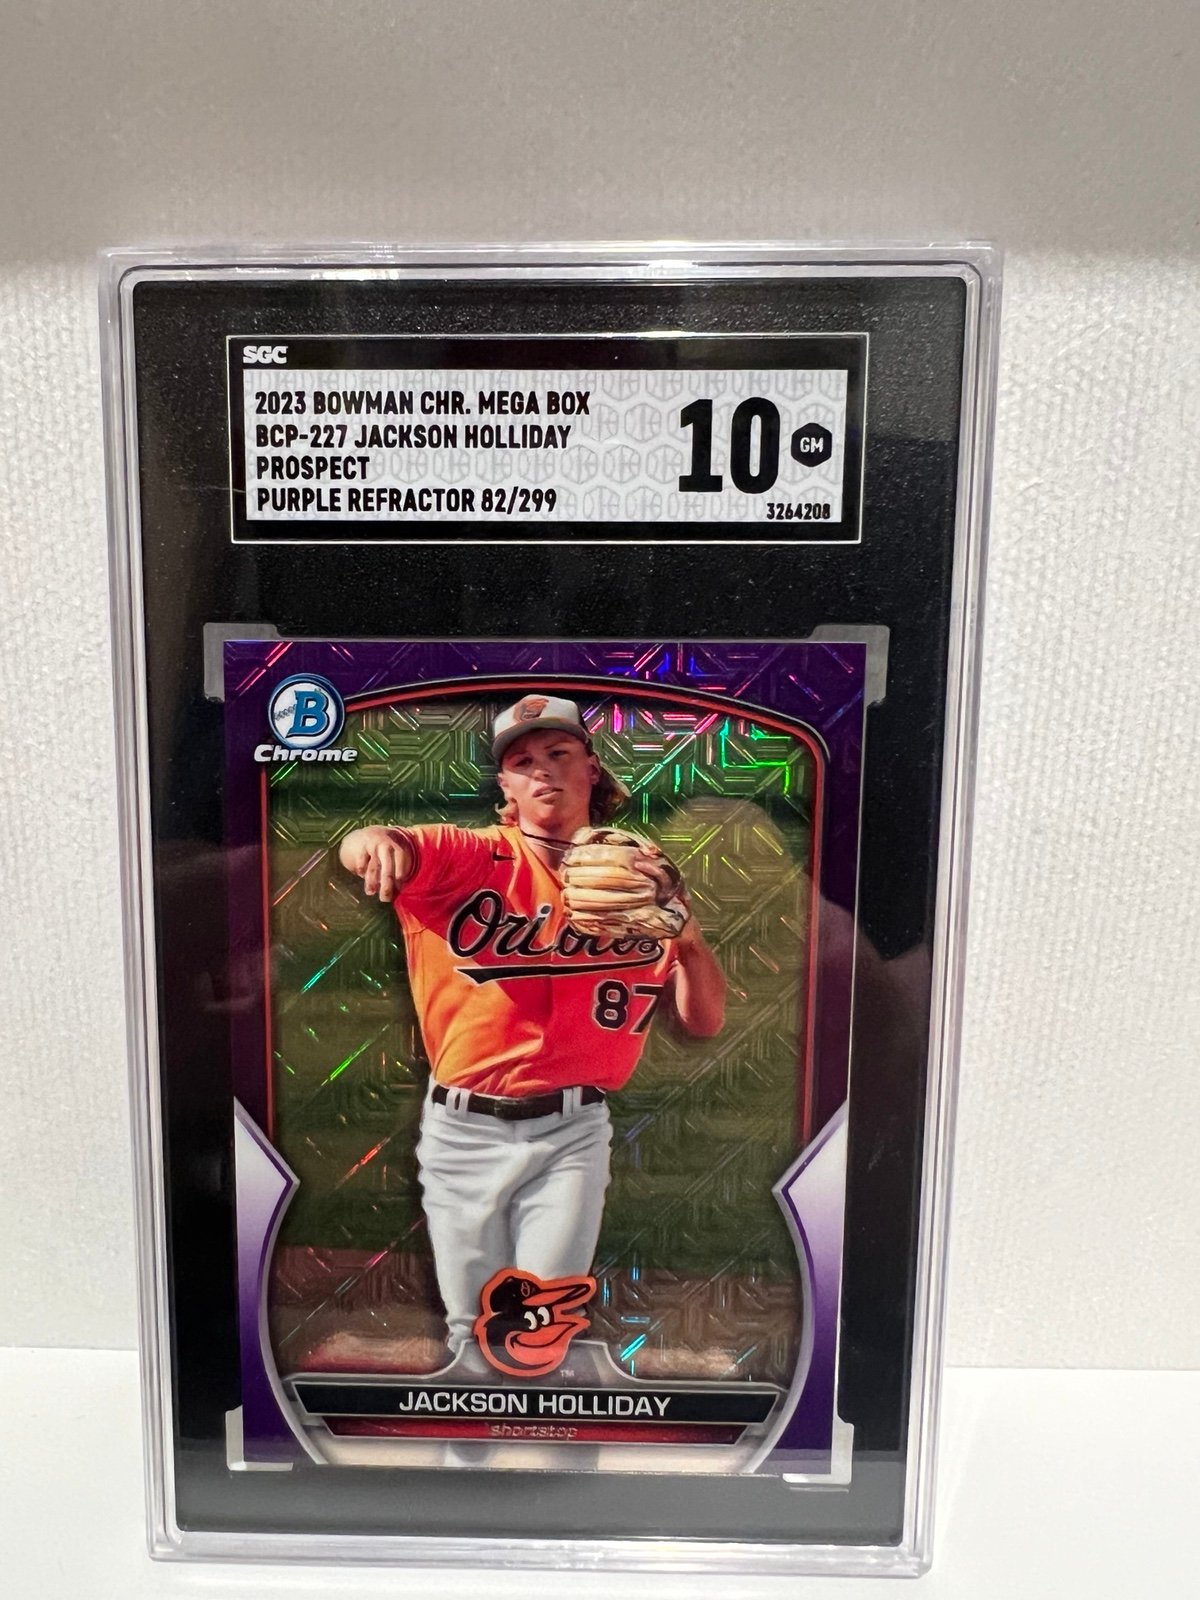 SGC
2023 BOWMAN CHR. MEGA BOX
BCP-227 JACKSON HOLLIDAY
PROSPECT
PURPLE REFRACTOR 82/299
10 GM
3264208
B
Chrome
Orioles
87
TM
JACKSON HOLLIDAY
shortstop